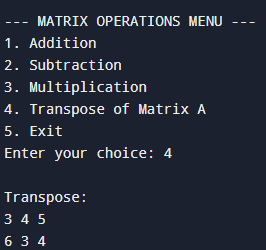 --- MATRIX OPERATIONS MENU ---
1. Addition
2. Subtraction
3. Multiplication
4. Transpose of Matrix A
5. Exit
Enter your choice: 4

Transpose:
3 4 5
6 3 4